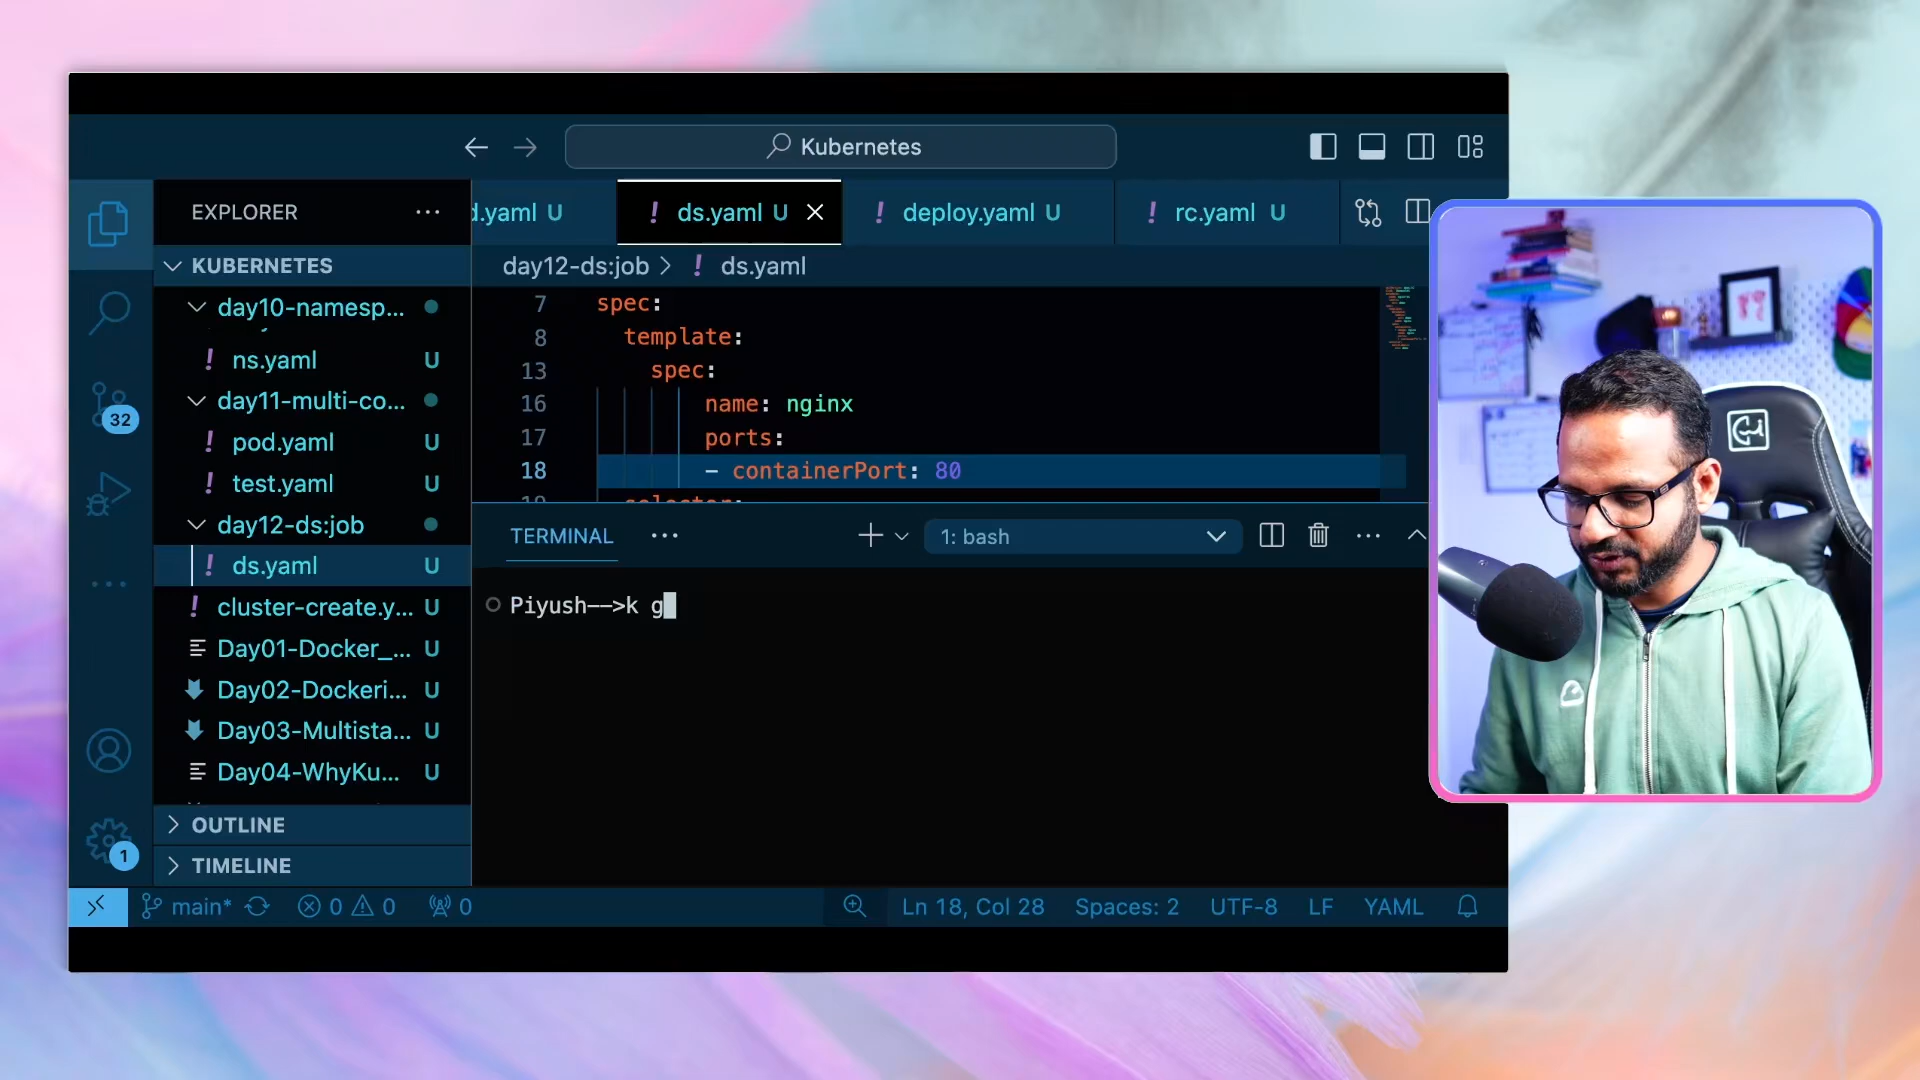 Kubernetes
EXPLORER
d.yaml U
! ds.yaml U
! deploy.yaml U
! rc.yaml U
KUBERNETES
day12-ds:job > ! ds.yaml
day10-namesp...
! ns.yaml U
day11-multi-co...
! pod.yaml U
! test.yaml U
day12-ds:job
! ds.yaml U
! cluster-create.y... U
Day01-Docker_... U
Day02-Dockeri... U
Day03-Multista... U
Day04-WhyKu... U
OUTLINE
TIMELINE
32
1
7 spec:
8 template:
13 spec:
16 name: nginx
17 ports:
18 - containerPort: 80
19 selector:
TERMINAL ...
1: bash
Piyush-->k g
main* 0 0 0
Ln 18, Col 28 Spaces: 2 UTF-8 LF YAML